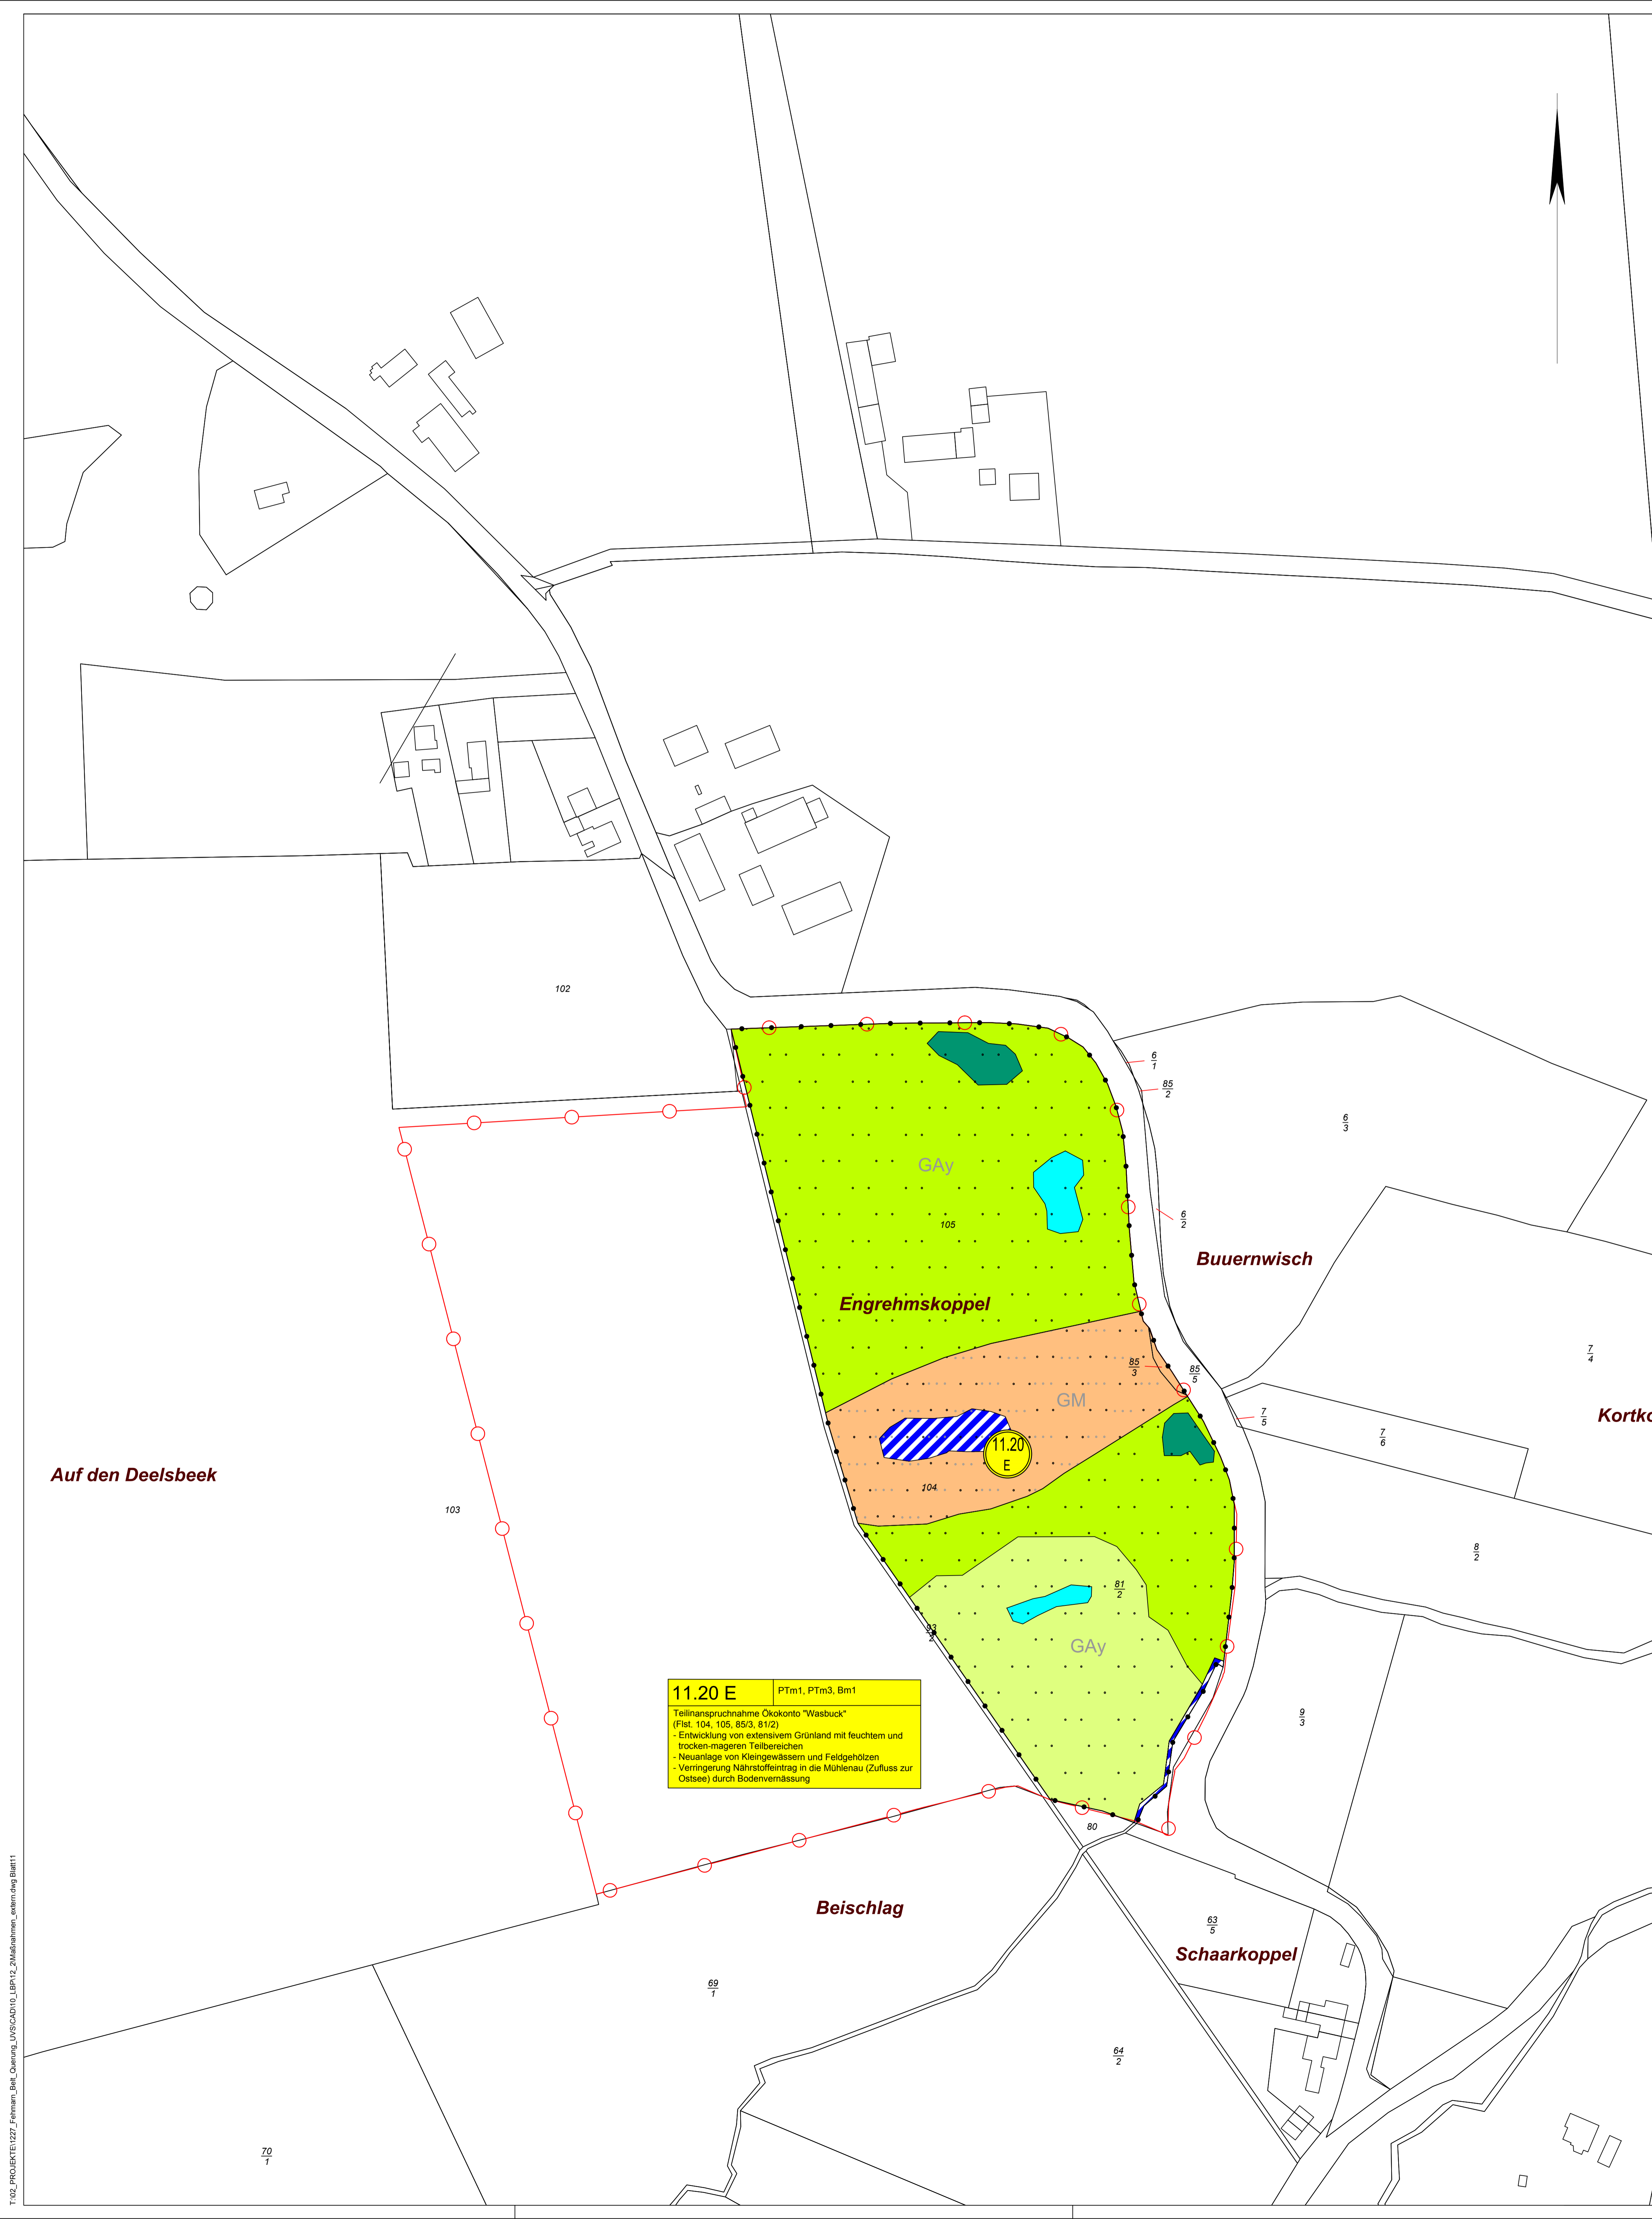 102
6
1
85
2
6
3
GAy
105
6
2
Buuernwisch
Engrehmskoppel
7
4
85
3
85
5
GM
7
5
Kortko
7
6
11.20
E
Auf den Deelsbeek
104
103
8
2
81
2
93
2
GAy
11.20 E
PTm1, PTm3, Bm1
Teilinanspruchnahme Ökokonto "Wasbuck"
(Flst. 104, 105, 85/3, 81/2)
- Entwicklung von extensivem Grünland mit feuchtem und
trocken-mageren Teilbereichen
- Neuanlage von Kleingewässern und Feldgehölzen
- Verringerung Nährstoffeintrag in die Mühlenau (Zufluss zur
Ostsee) durch Bodenvernässung
9
3
80
Beischlag
63
5
Schaarkoppel
69
1
64
2
70
1
T:\02_PROJEKTE\1227_Fehmarn_Belt_Querung_UVS\CAD\10_LBP\12_2\Maßnahmen_extern.dwg Blatt11